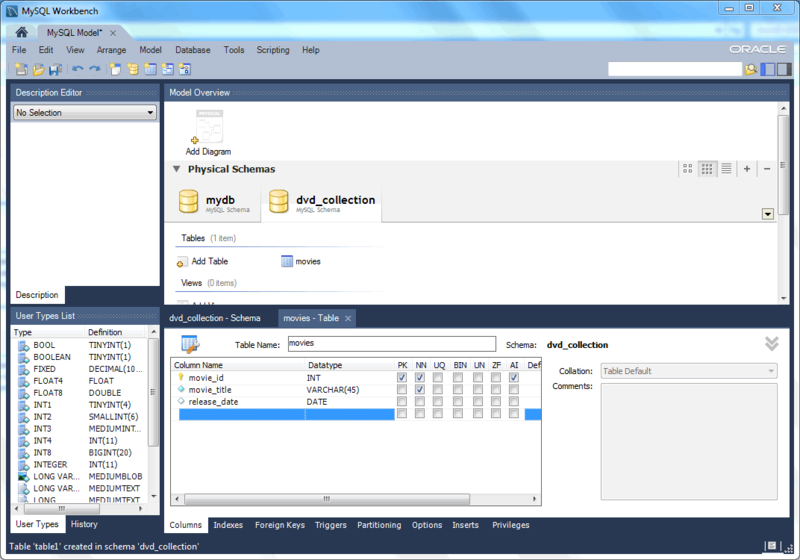 MySQL Workbench
MySQL Model* ×
File Edit View Arrange Model Database Tools Scripting Help
ORACLE
Description Editor
No Selection
Description
Model Overview
PHYSICAL
Add Diagram
Physical Schemas
mydb
MySQL Schema
dvd_collection
MySQL Schema
Tables (1 item)
Add Table
movies
Views (0 items)
User Types List
Type Definition
BOOL TINYINT(1)
BOOLEAN TINYINT(1)
FIXED DECIMAL(10...
FLOAT4 FLOAT
FLOAT8 DOUBLE
INT1 TINYINT(4)
INT2 SMALLINT(6)
INT3 MEDIUMINT...
INT4 INT(11)
INT8 BIGINT(20)
INTEGER INT(11)
LONG VAR... MEDIUMBLOB
LONG VAR... MEDIUMTEXT
LONG MEDIUMTEXT
User Types History
dvd_collection - Schema
movies - Table ×
Table Name: movies
Schema: dvd_collection
Column Name Datatype PK NN UQ BIN UN ZF AI Def
movie_id INT
movie_title VARCHAR(45)
release_date DATE
Collation: Table Default
Comments:
Columns Indexes Foreign Keys Triggers Partitioning Options Inserts Privileges
Table 'table1' created in schema 'dvd_collection'